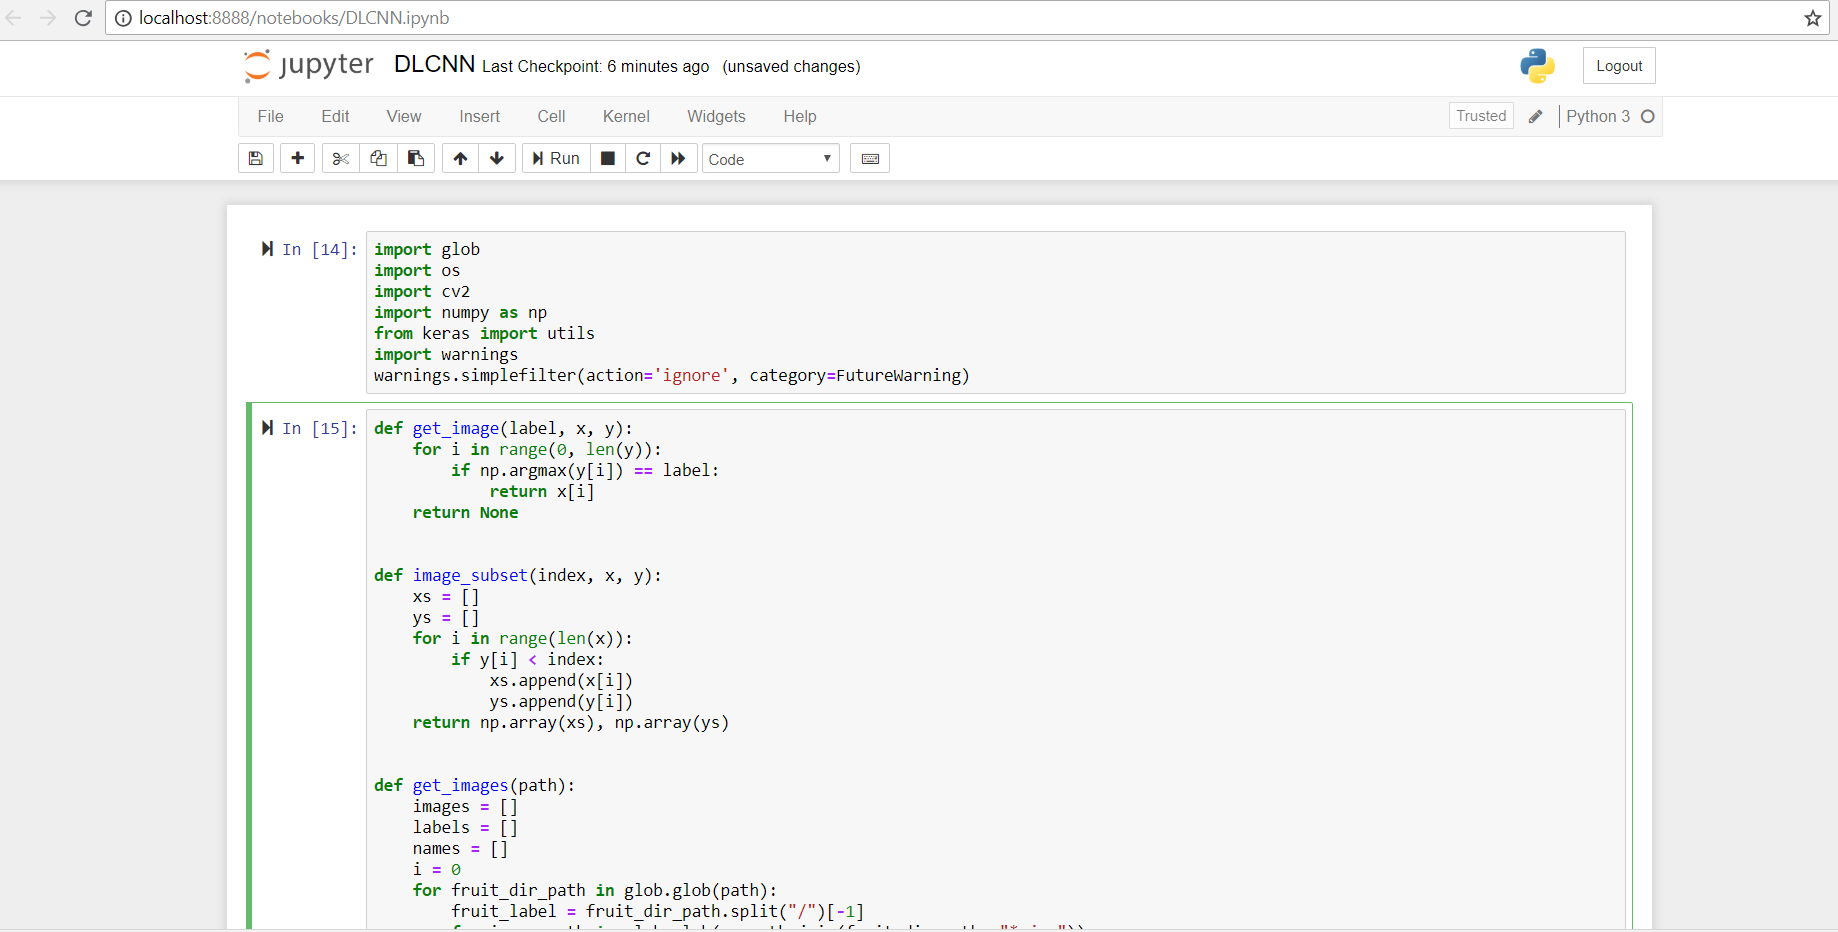 localhost:8888/notebooks/DLCNN.ipynb
jupyter DLCNN Last Checkpoint: 6 minutes ago (unsaved changes)
Logout
File Edit View Insert Cell Kernel Widgets Help
Trusted Python 3
Run Code
In [14]: import glob
import os
import cv2
import numpy as np
from keras import utils
import warnings
warnings.simplefilter(action='ignore', category=FutureWarning)
In [15]: def get_image(label, x, y):
    for i in range(0, len(y)):
        if np.argmax(y[i]) == label:
            return x[i]
    return None
def image_subset(index, x, y):
    xs = []
    ys = []
    for i in range(len(x)):
        if y[i] < index:
            xs.append(x[i])
            ys.append(y[i])
    return np.array(xs), np.array(ys)
def get_images(path):
    images = []
    labels = []
    names = []
    i = 0
    for fruit_dir_path in glob.glob(path):
        fruit_label = fruit_dir_path.split("/")[-1]